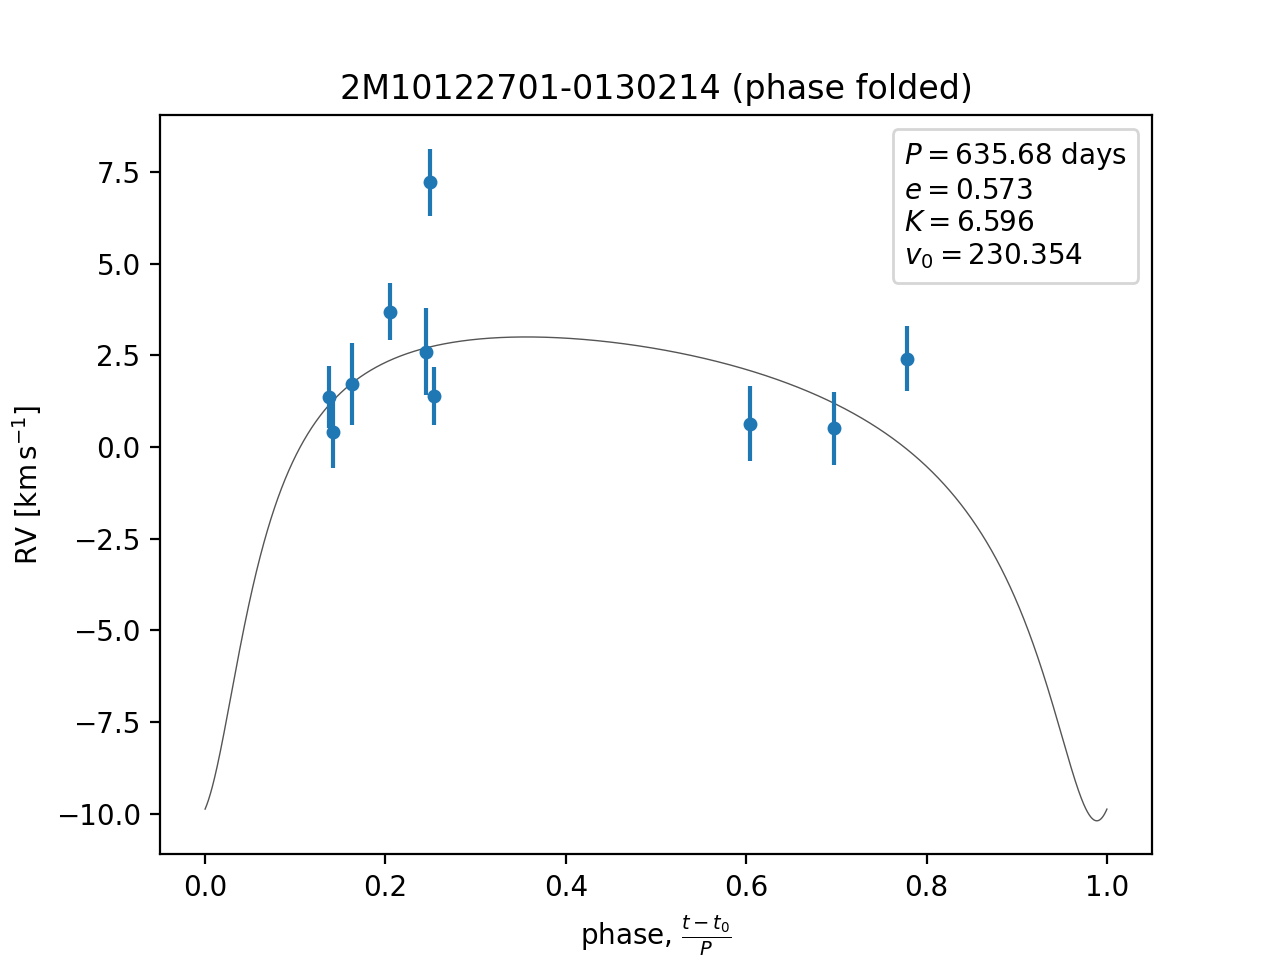 2M10122701-0130214 (phase folded)
P = 635.68 days
e = 0.573
K = 6.596
v₀ = 230.354
7.5
5.0
2.5
0.0
−2.5
−5.0
−7.5
−10.0
RV [km s⁻¹]
0.0 0.2 0.4 0.6 0.8 1.0
phase, (t − t₀)/P